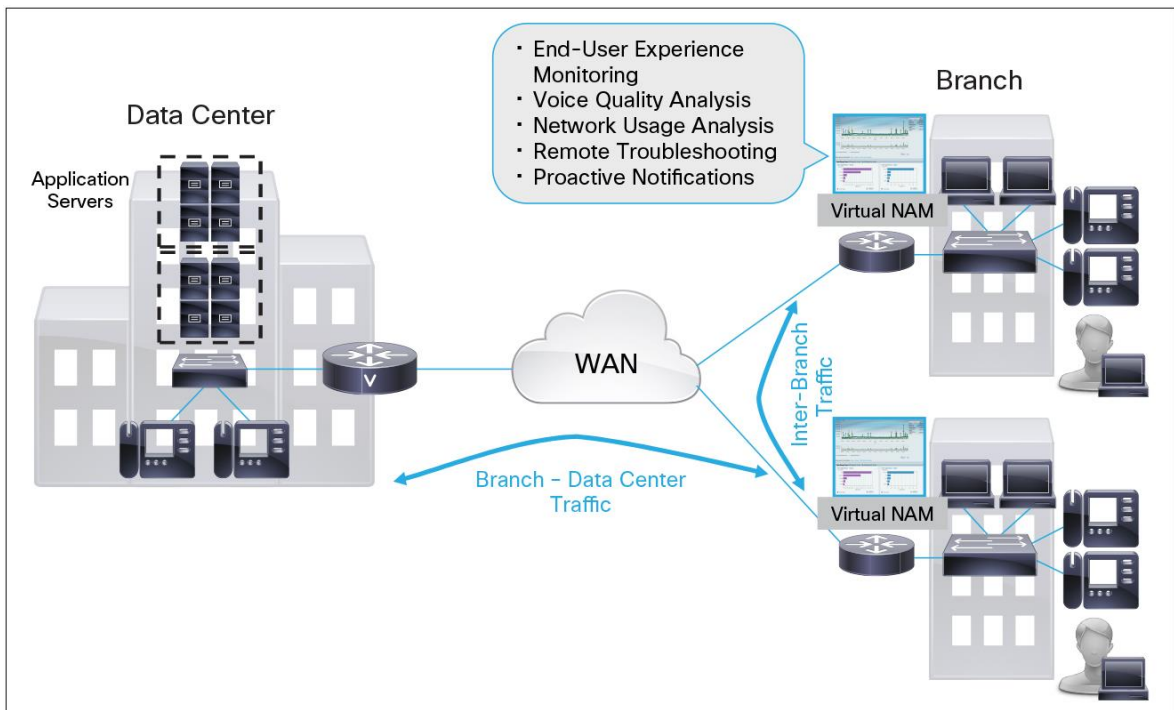 · End-User Experience
Monitoring
· Voice Quality Analysis
· Network Usage Analysis
· Remote Troubleshooting
· Proactive Notifications
Branch
Data Center
Application
Servers
Virtual NAM
WAN
V
Inter-Branch
Traffic
Branch – Data Center
Traffic
Virtual NAM